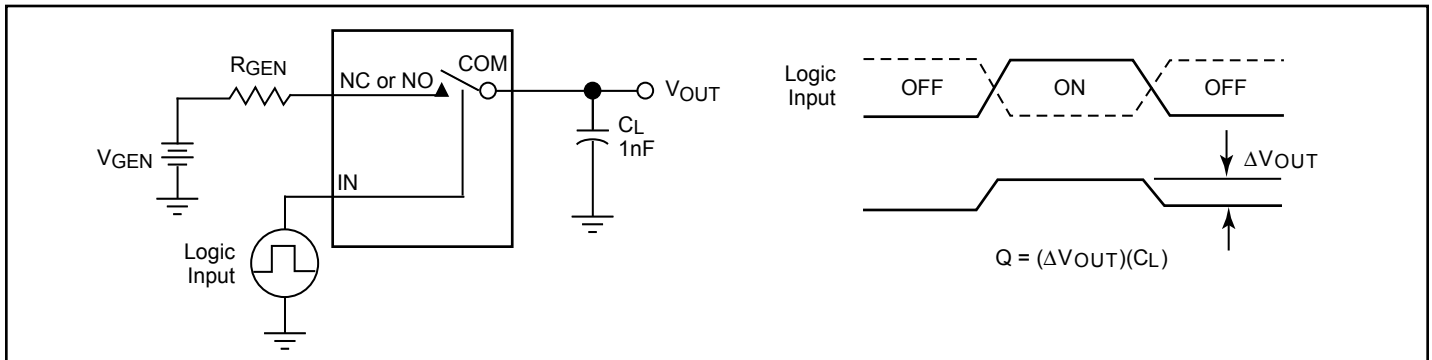 RGEN
NC or NO
COM
VOUT
CL
1nF
VGEN
IN
Logic
Input
Logic
Input
OFF
ON
OFF
ΔVOUT
Q = (ΔVOUT)(CL)